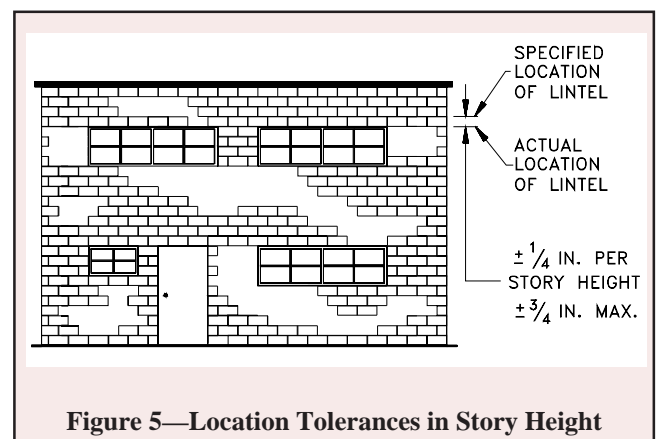 SPECIFIED
LOCATION
OF LINTEL
ACTUAL
LOCATION
OF LINTEL
± 1/4 IN. PER
STORY HEIGHT
± 3/4 IN. MAX.
Figure 5—Location Tolerances in Story Height